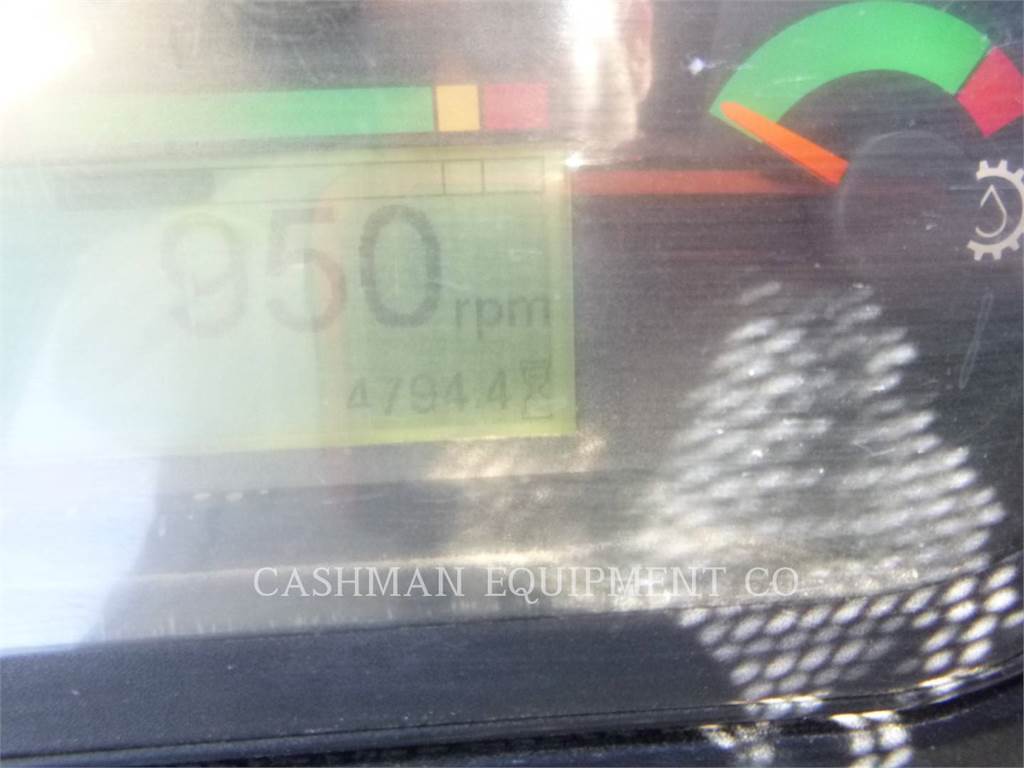 950 rpm
4794.4
CASHMAN EQUIPMENT CO